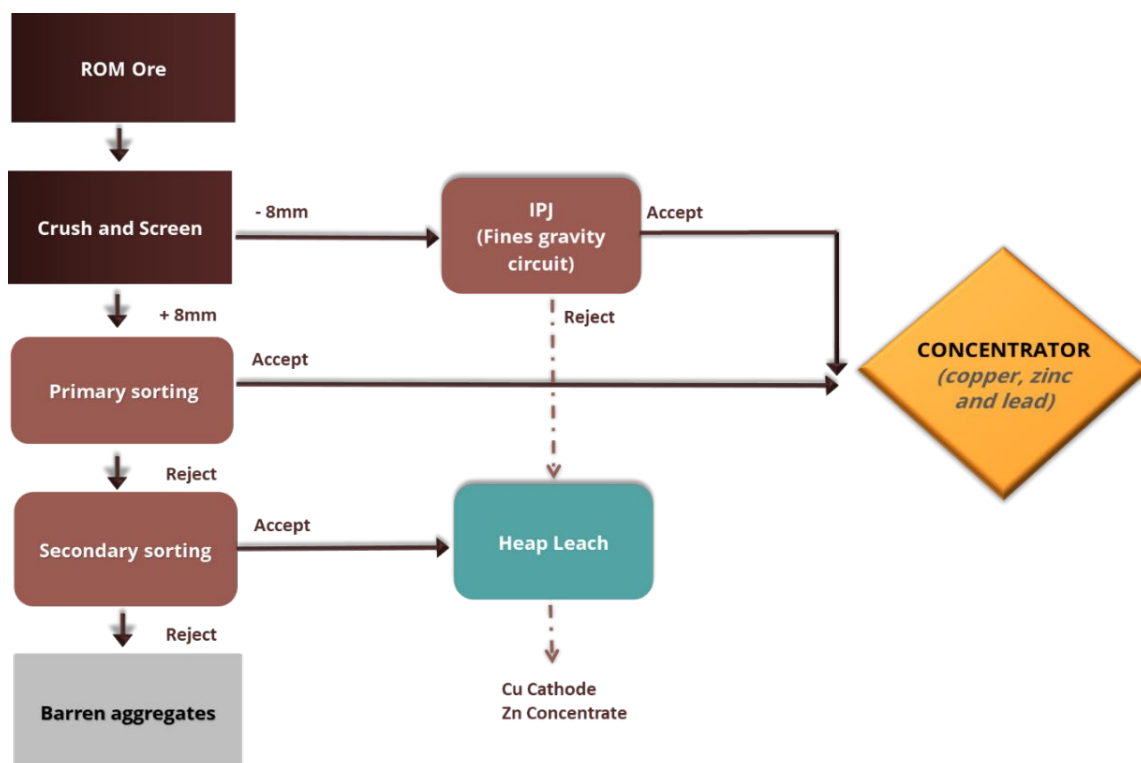 ROM Ore
Crush and Screen
- 8mm
IPJ
(Fines gravity
circuit)
Accept
+ 8mm
Reject
Primary sorting
Accept
CONCENTRATOR
(copper, zinc
and lead)
Reject
Secondary sorting
Accept
Heap Leach
Reject
Barren aggregates
Cu Cathode
Zn Concentrate